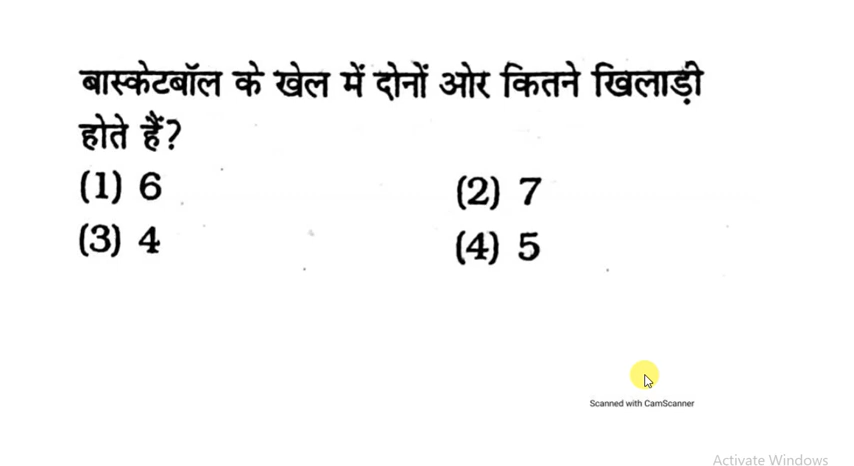 बास्केटबॉल के खेल में दोनों ओर कितने खिलाड़ी
होते हैं?
(1) 6 (2) 7
(3) 4 (4) 5
Scanned with CamScanner
Activate Windows